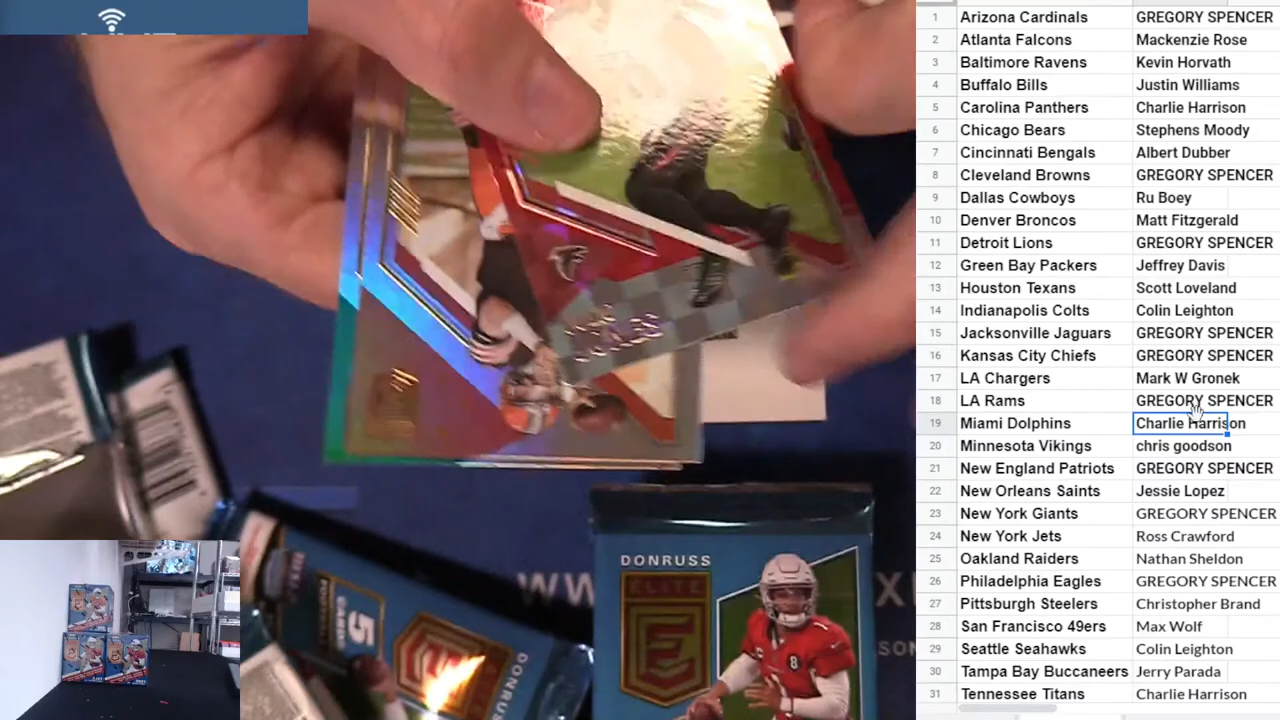 1 Arizona Cardinals GREGORY SPENCER
2 Atlanta Falcons Mackenzie Rose
3 Baltimore Ravens Kevin Horvath
4 Buffalo Bills Justin Williams
5 Carolina Panthers Charlie Harrison
6 Chicago Bears Stephens Moody
7 Cincinnati Bengals Albert Dubber
8 Cleveland Browns GREGORY SPENCER
9 Dallas Cowboys Ru Boey
10 Denver Broncos Matt Fitzgerald
11 Detroit Lions GREGORY SPENCER
12 Green Bay Packers Jeffrey Davis
13 Houston Texans Scott Loveland
14 Indianapolis Colts Colin Leighton
15 Jacksonville Jaguars GREGORY SPENCER
16 Kansas City Chiefs GREGORY SPENCER
17 LA Chargers Mark W Gronek
18 LA Rams GREGORY SPENCER
19 Miami Dolphins Charlie Harrison
20 Minnesota Vikings chris goodson
21 New England Patriots GREGORY SPENCER
22 New Orleans Saints Jessie Lopez
23 New York Giants GREGORY SPENCER
24 New York Jets Ross Crawford
25 Oakland Raiders Nathan Sheldon
26 Philadelphia Eagles GREGORY SPENCER
27 Pittsburgh Steelers Christopher Brand
28 San Francisco 49ers Max Wolf
29 Seattle Seahawks Colin Leighton
30 Tampa Bay Buccaneers Jerry Parada
31 Tennessee Titans Charlie Harrison
DONRUSS
ELITE
E
5
CARDS
E
DONRUSS